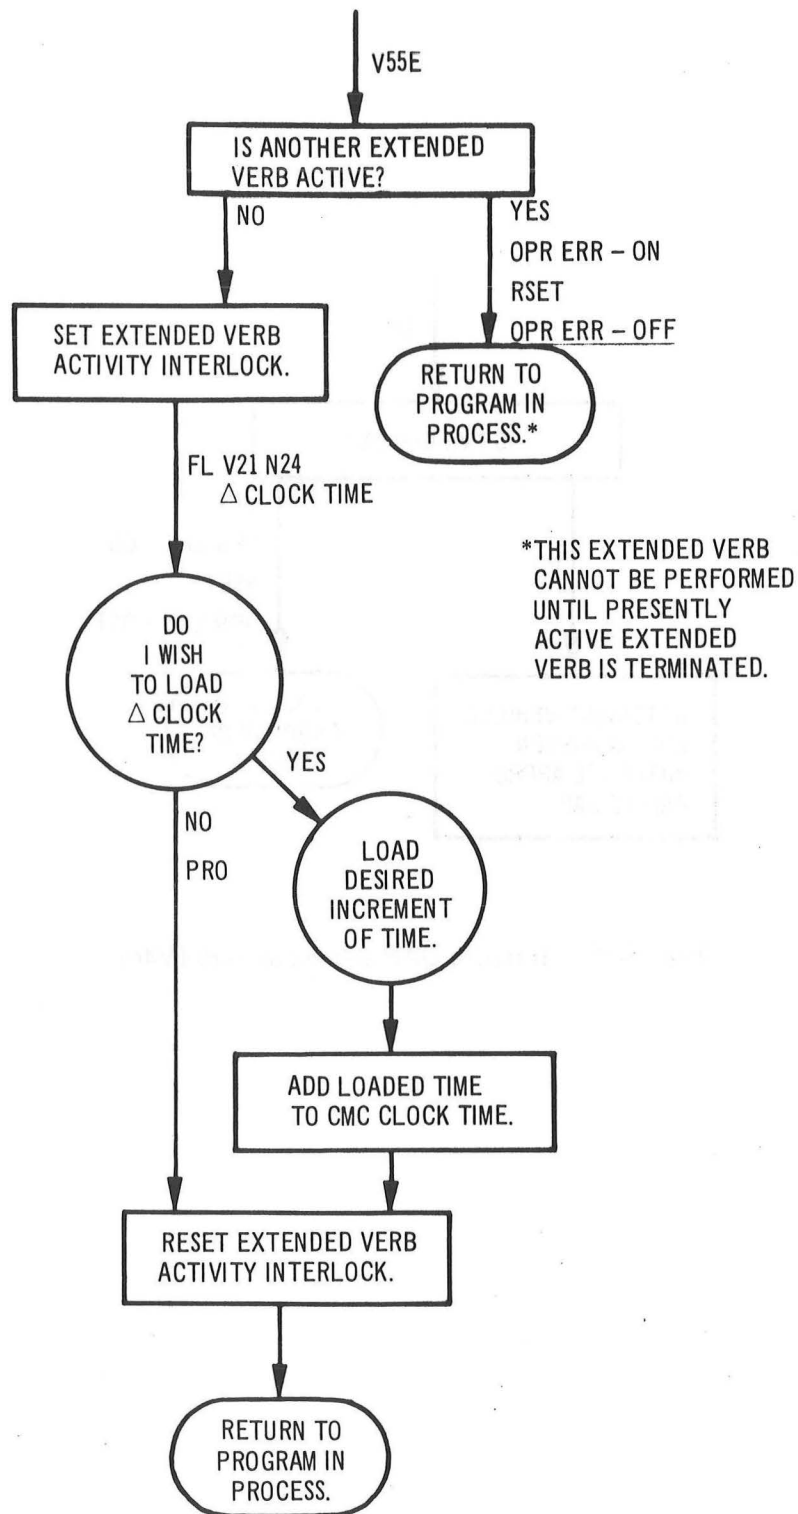 V55E
IS ANOTHER EXTENDED
VERB ACTIVE?
NO
YES
OPR ERR – ON
RSET
OPR ERR – OFF
SET EXTENDED VERB
ACTIVITY INTERLOCK.
RETURN TO
PROGRAM IN
PROCESS.*
FL V21 N24
△ CLOCK TIME
*THIS EXTENDED VERB
CANNOT BE PERFORMED
UNTIL PRESENTLY
ACTIVE EXTENDED
VERB IS TERMINATED.
DO
I WISH
TO LOAD
△ CLOCK
TIME?
YES
NO
PRO
LOAD
DESIRED
INCREMENT
OF TIME.
ADD LOADED TIME
TO CMC CLOCK TIME.
RESET EXTENDED VERB
ACTIVITY INTERLOCK.
RETURN TO
PROGRAM IN
PROCESS.